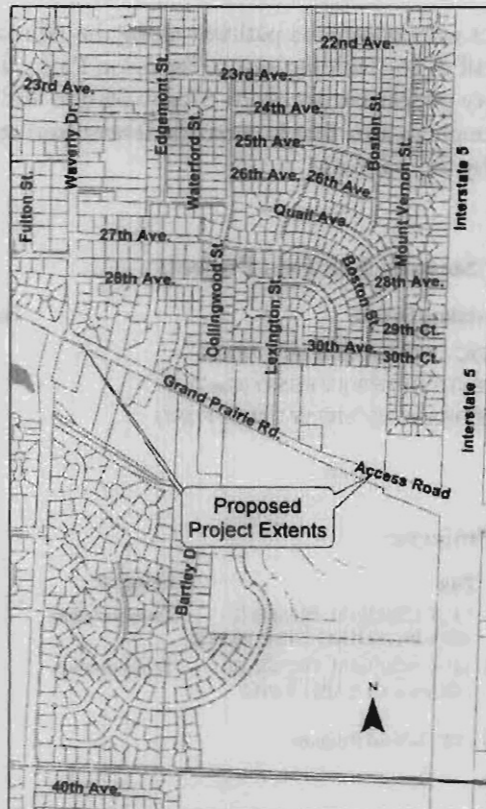 22nd Ave.
23rd Ave.
23rd Ave.
24th Ave.
25th Ave.
26th Ave.
26th Ave.
Quail Ave.
27th Ave.
28th Ave.
28th Ave.
29th Ct.
30th Ave.
30th Ct.
Fulton St.
Waverly Dr.
Edgemont St.
Waterford St.
Collingwood St.
Lexington St.
Boston St.
Boston St.
Mount Vernon St.
Interstate 5
Interstate 5
Grand Prairie Rd.
Access Road
Proposed
Project Extents
Bartley D
N
40th Ave.